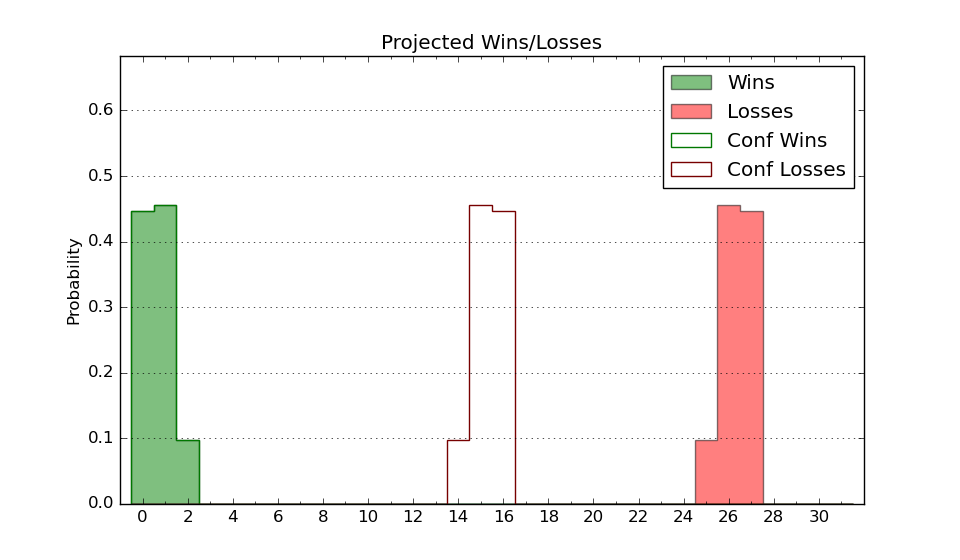 Projected Wins/Losses
Wins
Losses
Conf Wins
Conf Losses
Probability
0.6
0.5
0.4
0.3
0.2
0.1
0.0
0 2 4 6 8 10 12 14 16 18 20 22 24 26 28 30